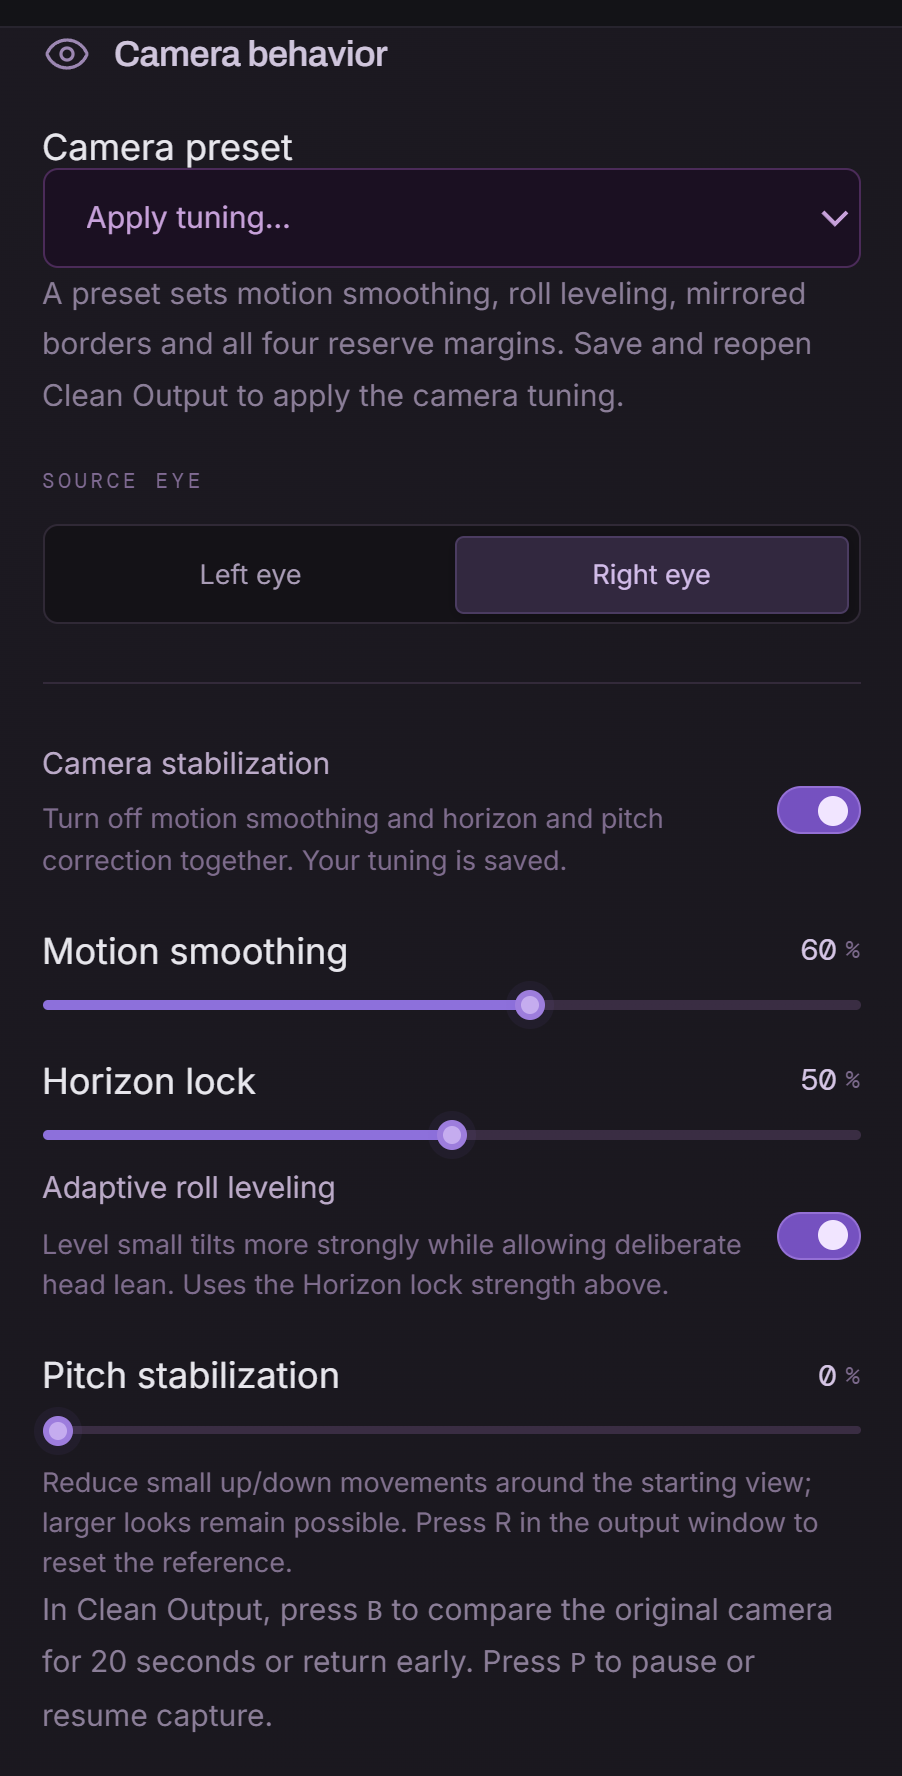 Camera behavior
Camera preset
Apply tuning...
A preset sets motion smoothing, roll leveling, mirrored
borders and all four reserve margins. Save and reopen
Clean Output to apply the camera tuning.
SOURCE EYE
Left eye
Right eye
Camera stabilization
Turn off motion smoothing and horizon and pitch
correction together. Your tuning is saved.
Motion smoothing
60 %
Horizon lock
50 %
Adaptive roll leveling
Level small tilts more strongly while allowing deliberate
head lean. Uses the Horizon lock strength above.
Pitch stabilization
0 %
Reduce small up/down movements around the starting view;
larger looks remain possible. Press R in the output window to
reset the reference.
In Clean Output, press B to compare the original camera
for 20 seconds or return early. Press P to pause or
resume capture.